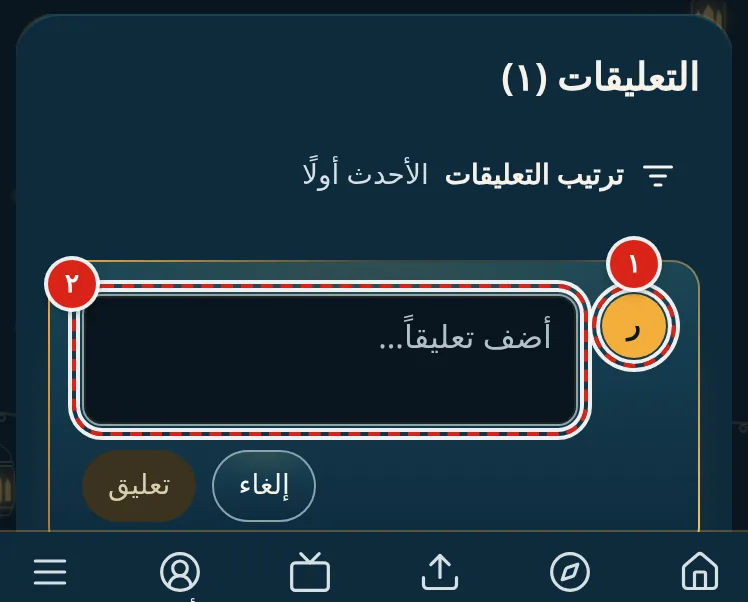 التعليقات (١)
ترتيب التعليقات الأحدث أولًا
١
٢
ر
أضف تعليقاً...
إلغاء
تعليق